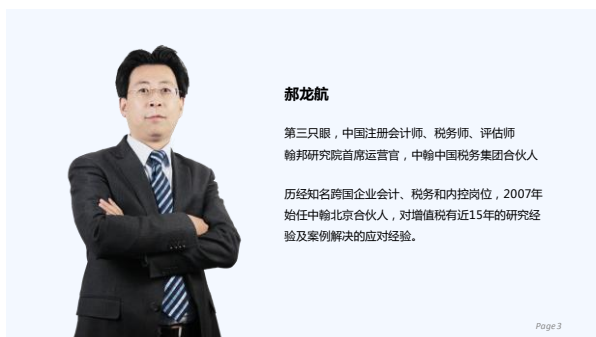 郝龙航
第三只眼，中国注册会计师、税务师、评估师
翰邦研究院首席运营官，中翰中国税务集团合伙人
历经知名跨国企业会计、税务和内控岗位，2007年
始任中翰北京合伙人，对增值税有近15年的研究经
验及案例解决的应对经验。
Page 3